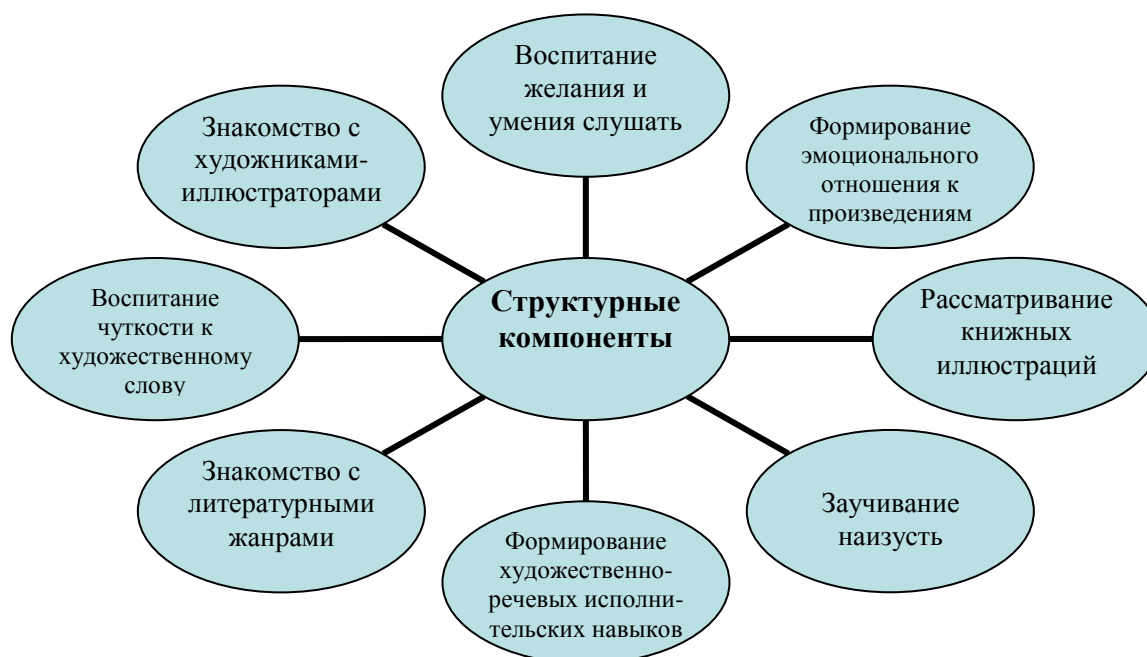 Воспитание
желания и
умения слушать
Знакомство с
художниками-
иллюстраторами
Формирование
эмоционального
отношения к
произведениям
Структурные
компоненты
Воспитание
чуткости к
художественному
слову
Рассматривание
книжных
иллюстраций
Знакомство с
литературными
жанрами
Формирование
художественно-
речевых исполни-
тельских навыков
Заучивание
наизусть